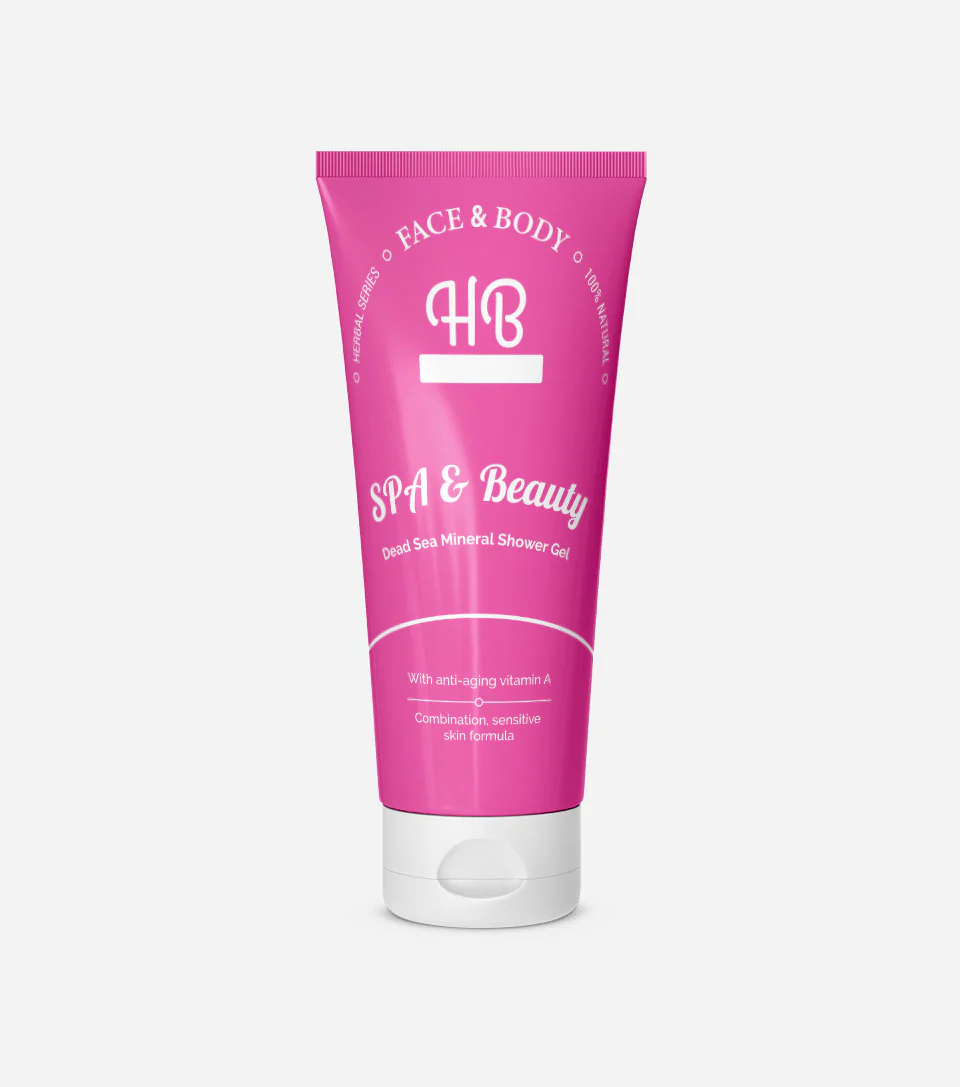 FACE & BODY
HERBAL SERIES
100% NATURAL
HB
SPA & Beauty
Dead Sea Mineral Shower Gel
With anti-aging vitamin A
Combination, sensitive
skin formula